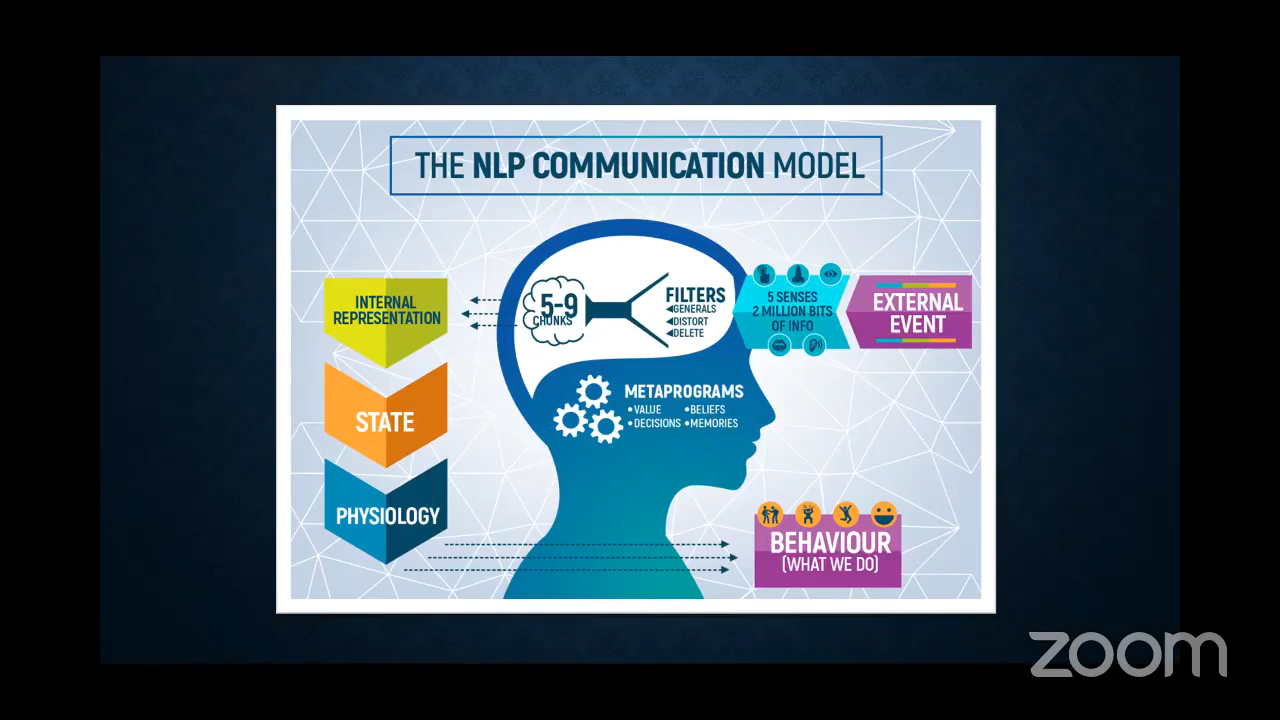 THE NLP COMMUNICATION MODEL
INTERNAL
REPRESENTATION
STATE
PHYSIOLOGY
5-9
CHUNKS
FILTERS
GENERALS
DISTORT
DELETE
5 SENSES
2 MILLION BITS
OF INFO
EXTERNAL
EVENT
METAPROGRAMS
•VALUE •BELIEFS
•DECISIONS •MEMORIES
BEHAVIOUR
(WHAT WE DO)
zoom